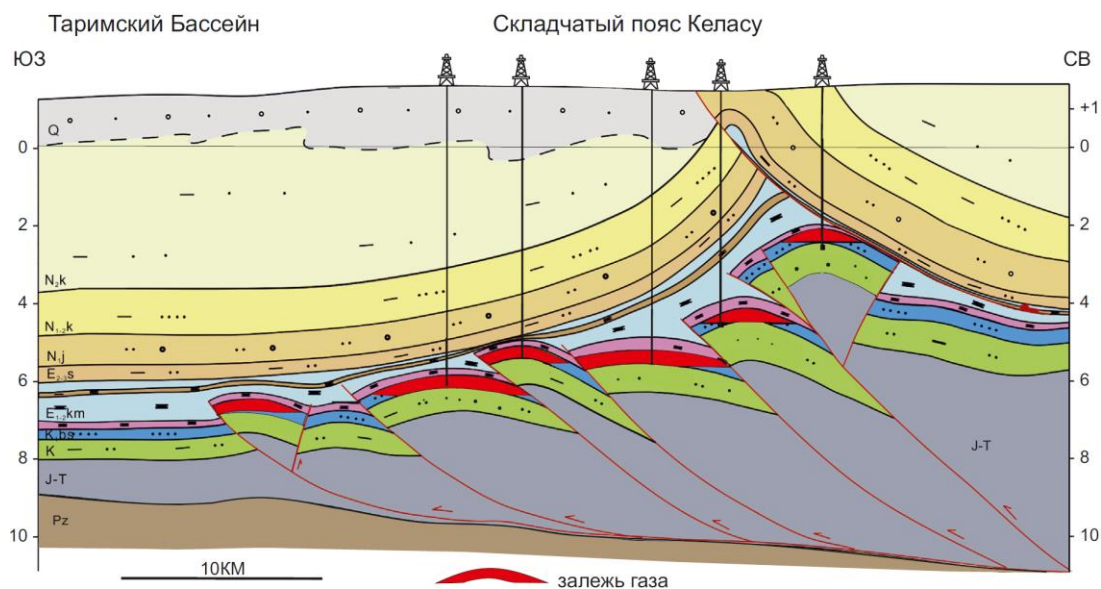 Таримский Бассейн
Складчатый пояс Келасу
ЮЗ
СВ
+1
Q
0
0
2
2
N₂k
4
4
N₁₋₂k
N₁j
E₂₋₃s
6
6
E₁₋₂km
K₁bs
K
8
8
J-T
J-T
Pz
10
10
10КМ
залежь газа